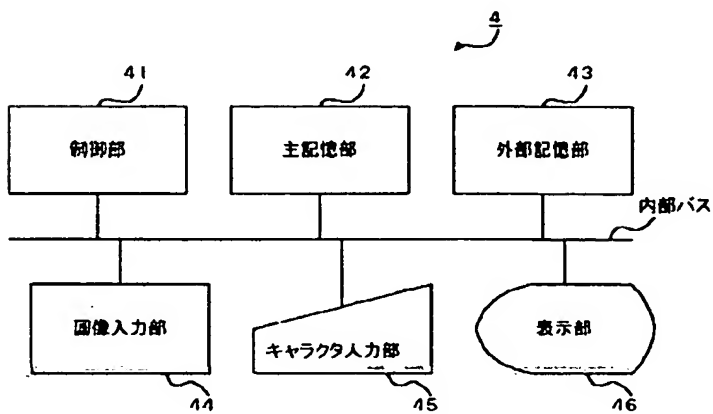 4
41
42
43
制御部
主記憶部
外部記憶部
内部バス
画像入力部
キャラクタ入力部
表示部
44
45
46